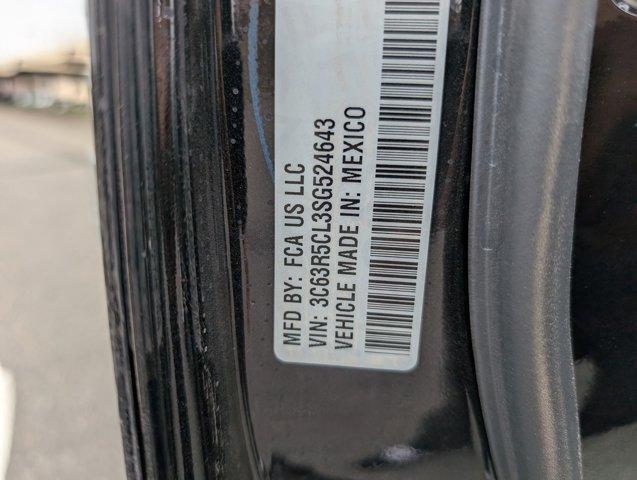 MFD BY: FCA US LLC
VIN: 3C63R5CL3SG524643
VEHICLE MADE IN: MEXICO